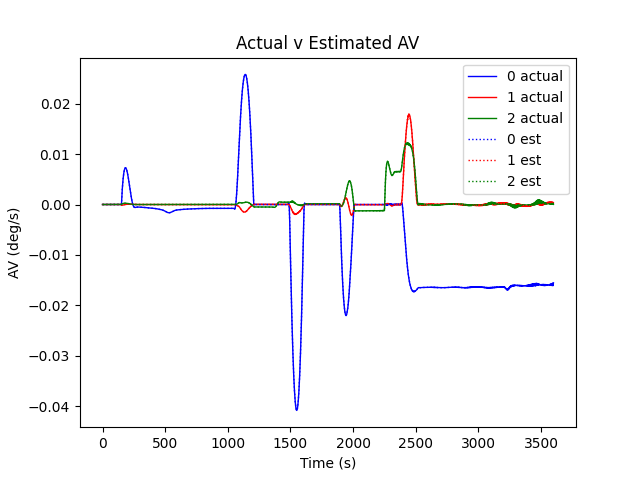 Actual v Estimated AV
0 actual
1 actual
2 actual
0 est
1 est
2 est
0.02
0.01
0.00
−0.01
−0.02
−0.03
−0.04
AV (deg/s)
0 500 1000 1500 2000 2500 3000 3500
Time (s)